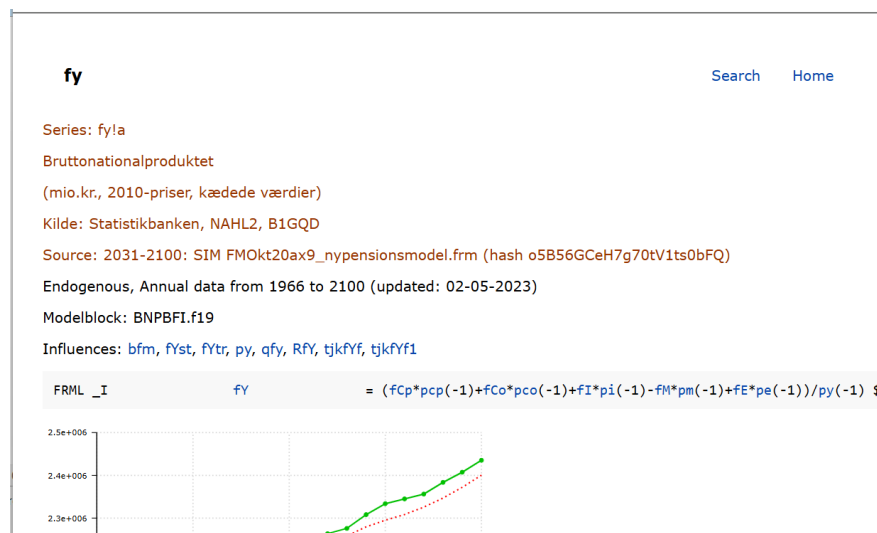 fy
Search Home
Series: fy!a
Bruttonationalproduktet
(mio.kr., 2010-priser, kædede værdier)
Kilde: Statistikbanken, NAHL2, B1GQD
Source: 2031-2100: SIM FMOkt20ax9_nypensionsmodel.frm (hash o5B56GCeH7g70tV1ts0bFQ)
Endogenous, Annual data from 1966 to 2100 (updated: 02-05-2023)
Modelblock: BNPBFI.f19
Influences: bfm, fYst, fYtr, py, qfy, RfY, tjkfYf, tjkfYf1
FRML _I fY = (fCp*pcp(-1)+fCo*pco(-1)+fI*pi(-1)-fM*pm(-1)+fE*pe(-1))/py(-1) $
2.5e+006
2.4e+006
2.3e+006